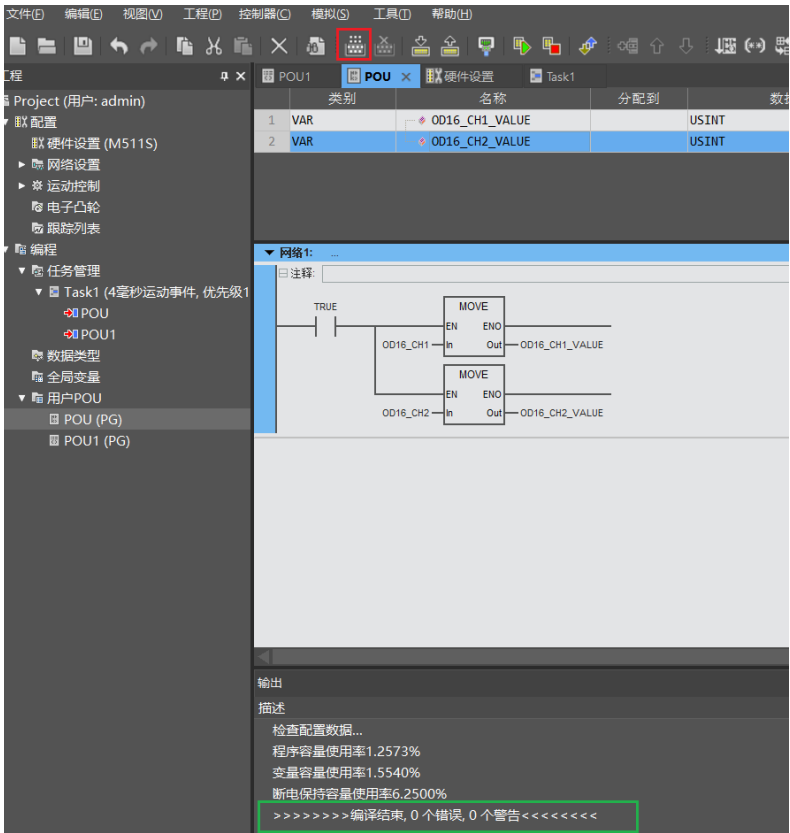 文件(F) 编辑(E) 视图(V) 工程(P) 控制器(C) 模拟(S) 工具(T) 帮助(H)
工程
POU1 POU 硬件设置 Task1
Project (用户: admin)
配置
硬件设置 (M511S)
网络设置
运动控制
电子凸轮
跟踪列表
编程
任务管理
Task1 (4毫秒运动事件, 优先级1
POU
POU1
数据类型
全局变量
用户POU
POU (PG)
POU1 (PG)
类别 名称 分配到 数据
1 VAR OD16_CH1_VALUE USINT
2 VAR OD16_CH2_VALUE USINT
网络1: ...
注释:
TRUE MOVE
EN ENO
OD16_CH1 In Out OD16_CH1_VALUE
MOVE
EN ENO
OD16_CH2 In Out OD16_CH2_VALUE
输出
描述
检查配置数据...
程序容量使用率1.2573%
变量容量使用率1.5540%
断电保持容量使用率6.2500%
>>>>>>>>编译结束, 0 个错误, 0 个警告<<<<<<<<